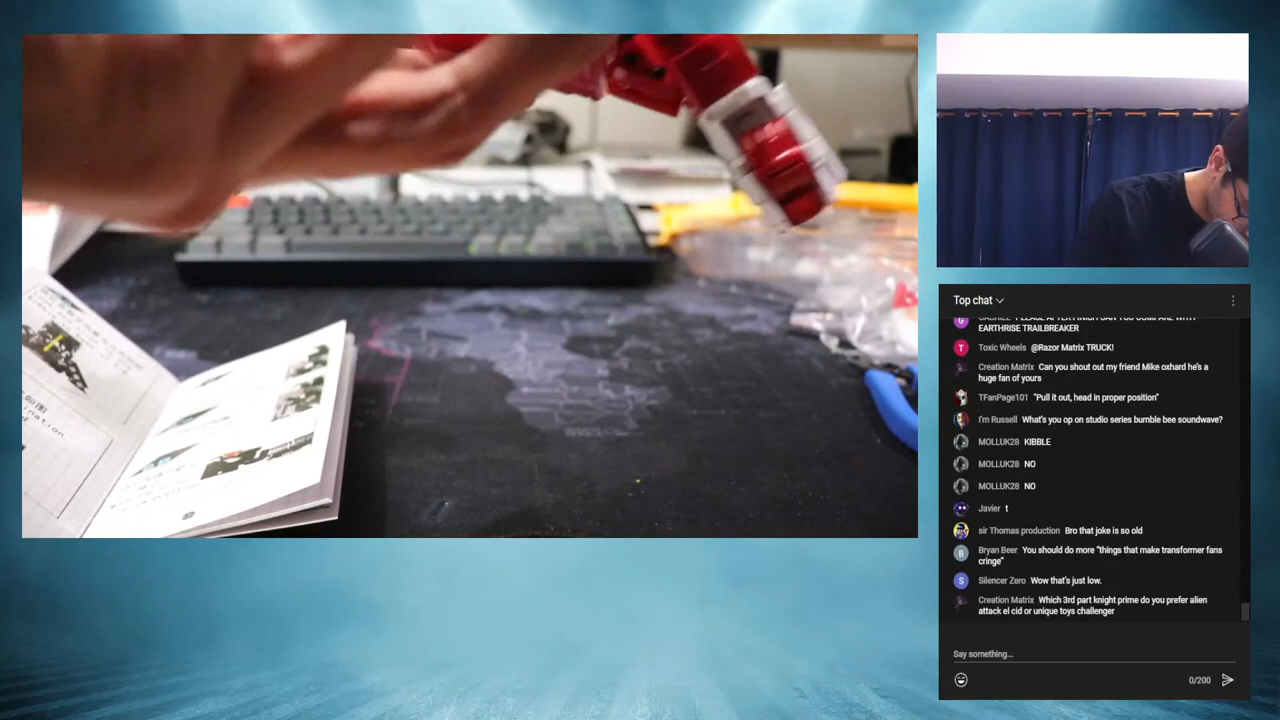 Top chat
EARTHRISE TRAILBREAKER
Toxic Wheels @Razor Matrix TRUCK!
Creation Matrix Can you shout out my friend Mike oxhard he's a
huge fan of yours
TFanPage101 "Pull it out, head in proper position"
I'm Russell What's you op on studio series bumble bee soundwave?
MOLLUK28 KIBBLE
MOLLUK28 NO
MOLLUK28 NO
Javier t
sir Thomas production Bro that joke is so old
Bryan Beer You should do more "things that make transformer fans
cringe"
Silencer Zero Wow that's just low.
Creation Matrix Which 3rd part knight prime do you prefer alien
attack el cid or unique toys challenger
Say something...
0/200